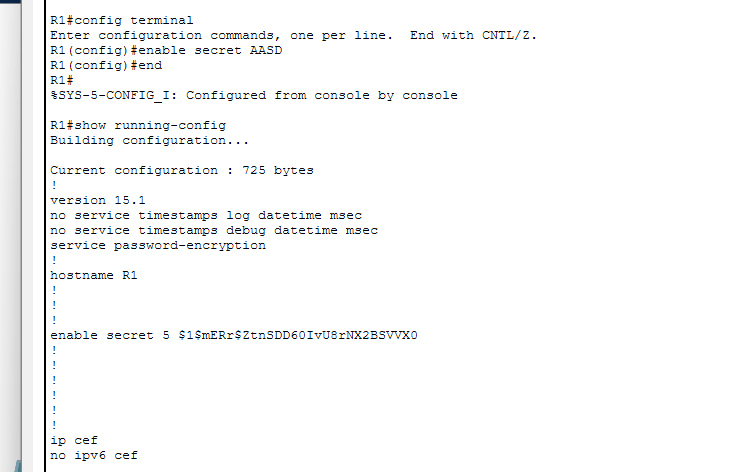 R1#config terminal
Enter configuration commands, one per line.  End with CNTL/Z.
R1(config)#enable secret AASD
R1(config)#end
R1#
%SYS-5-CONFIG_I: Configured from console by console
R1#show running-config
Building configuration...
Current configuration : 725 bytes
!
version 15.1
no service timestamps log datetime msec
no service timestamps debug datetime msec
service password-encryption
!
hostname R1
!
!
!
enable secret 5 $1$mERr$ZtnSDD60IvU8rNX2BSVVX0
!
!
!
!
!
!
ip cef
no ipv6 cef